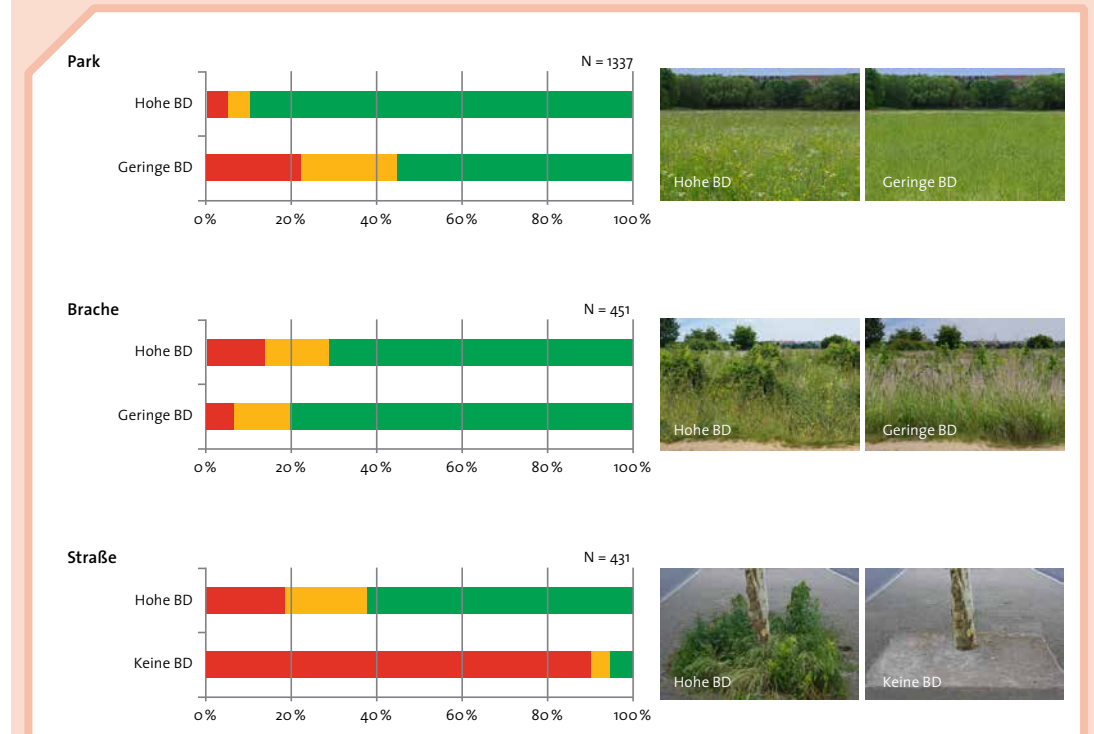 Park
N = 1337
Hohe BD
Geringe BD
0 % 20 % 40 % 60 % 80 % 100 %
Hohe BD Geringe BD
Brache
N = 451
Hohe BD
Geringe BD
0 % 20 % 40 % 60 % 80 % 100 %
Hohe BD Geringe BD
Straße
N = 431
Hohe BD
Keine BD
0 % 20 % 40 % 60 % 80 % 100 %
Hohe BD Keine BD